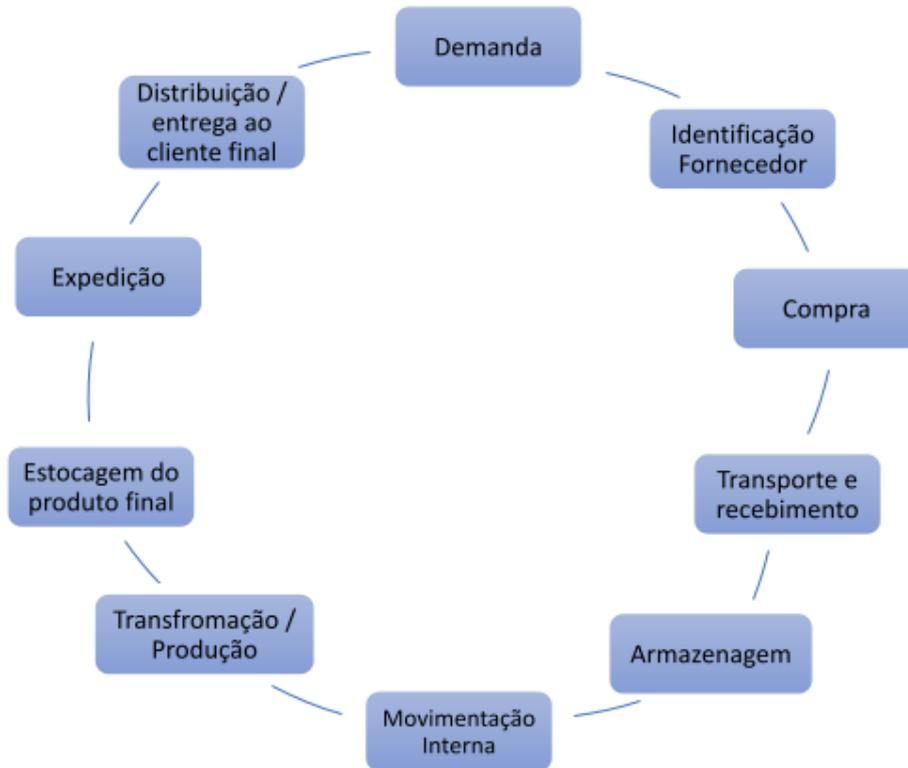 Demanda
Identificação
Fornecedor
Compra
Transporte e
recebimento
Armazenagem
Movimentação
Interna
Transfromação /
Produção
Estocagem do
produto final
Expedição
Distribuição /
entrega ao
cliente final